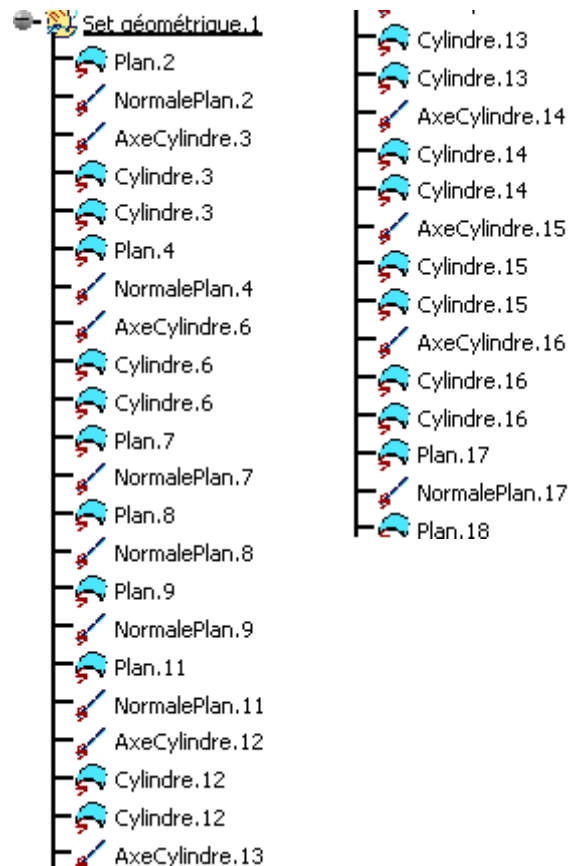 Set géométrique.1
Plan.2
NormalePlan.2
AxeCylindre.3
Cylindre.3
Cylindre.3
Plan.4
NormalePlan.4
AxeCylindre.6
Cylindre.6
Cylindre.6
Plan.7
NormalePlan.7
Plan.8
NormalePlan.8
Plan.9
NormalePlan.9
Plan.11
NormalePlan.11
AxeCylindre.12
Cylindre.12
Cylindre.12
AxeCylindre.13
Cylindre.13
Cylindre.13
AxeCylindre.14
Cylindre.14
Cylindre.14
AxeCylindre.15
Cylindre.15
Cylindre.15
AxeCylindre.16
Cylindre.16
Cylindre.16
Plan.17
NormalePlan.17
Plan.18